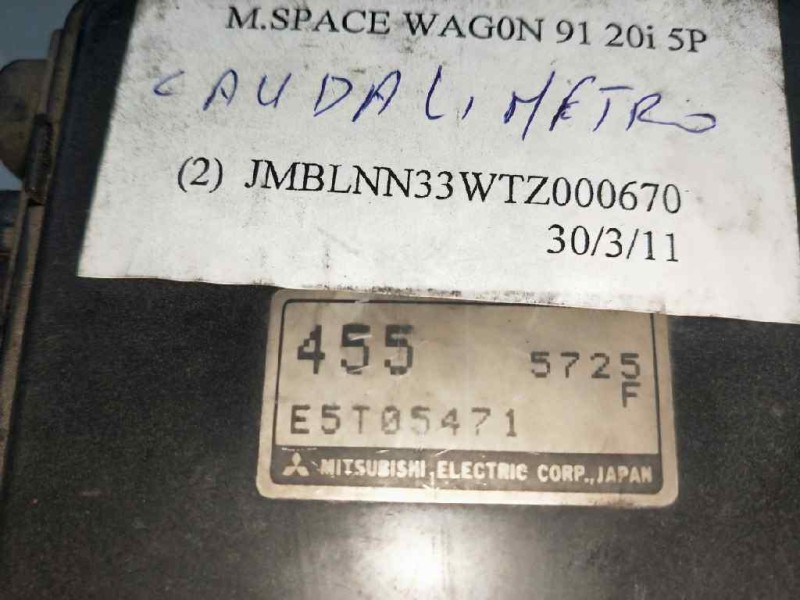 M.SPACE WAG0N 91 20i 5P
CAUDALIMETRO
(2) JMBLNN33WTZ000670
30/3/11
455 5725
F
E5T05471
MITSUBISHI ELECTRIC CORP., JAPAN